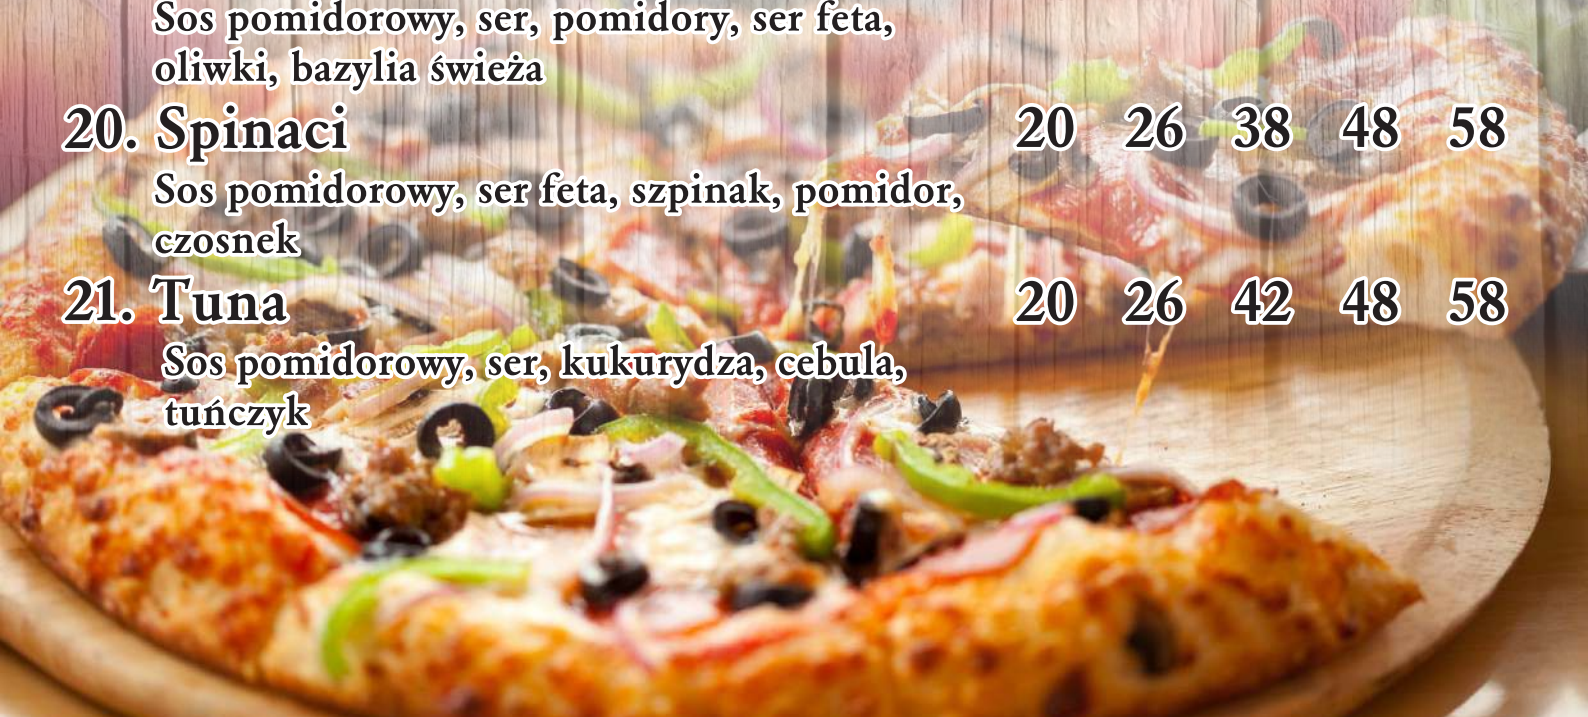 Sos pomidorowy, ser, pomidory, ser feta,
oliwki, bazylia świeża
20. Spinaci 20 26 38 48 58
Sos pomidorowy, ser feta, szpinak, pomidor,
czosnek
21. Tuna 20 26 42 48 58
Sos pomidorowy, ser, kukurydza, cebula,
tuńczyk